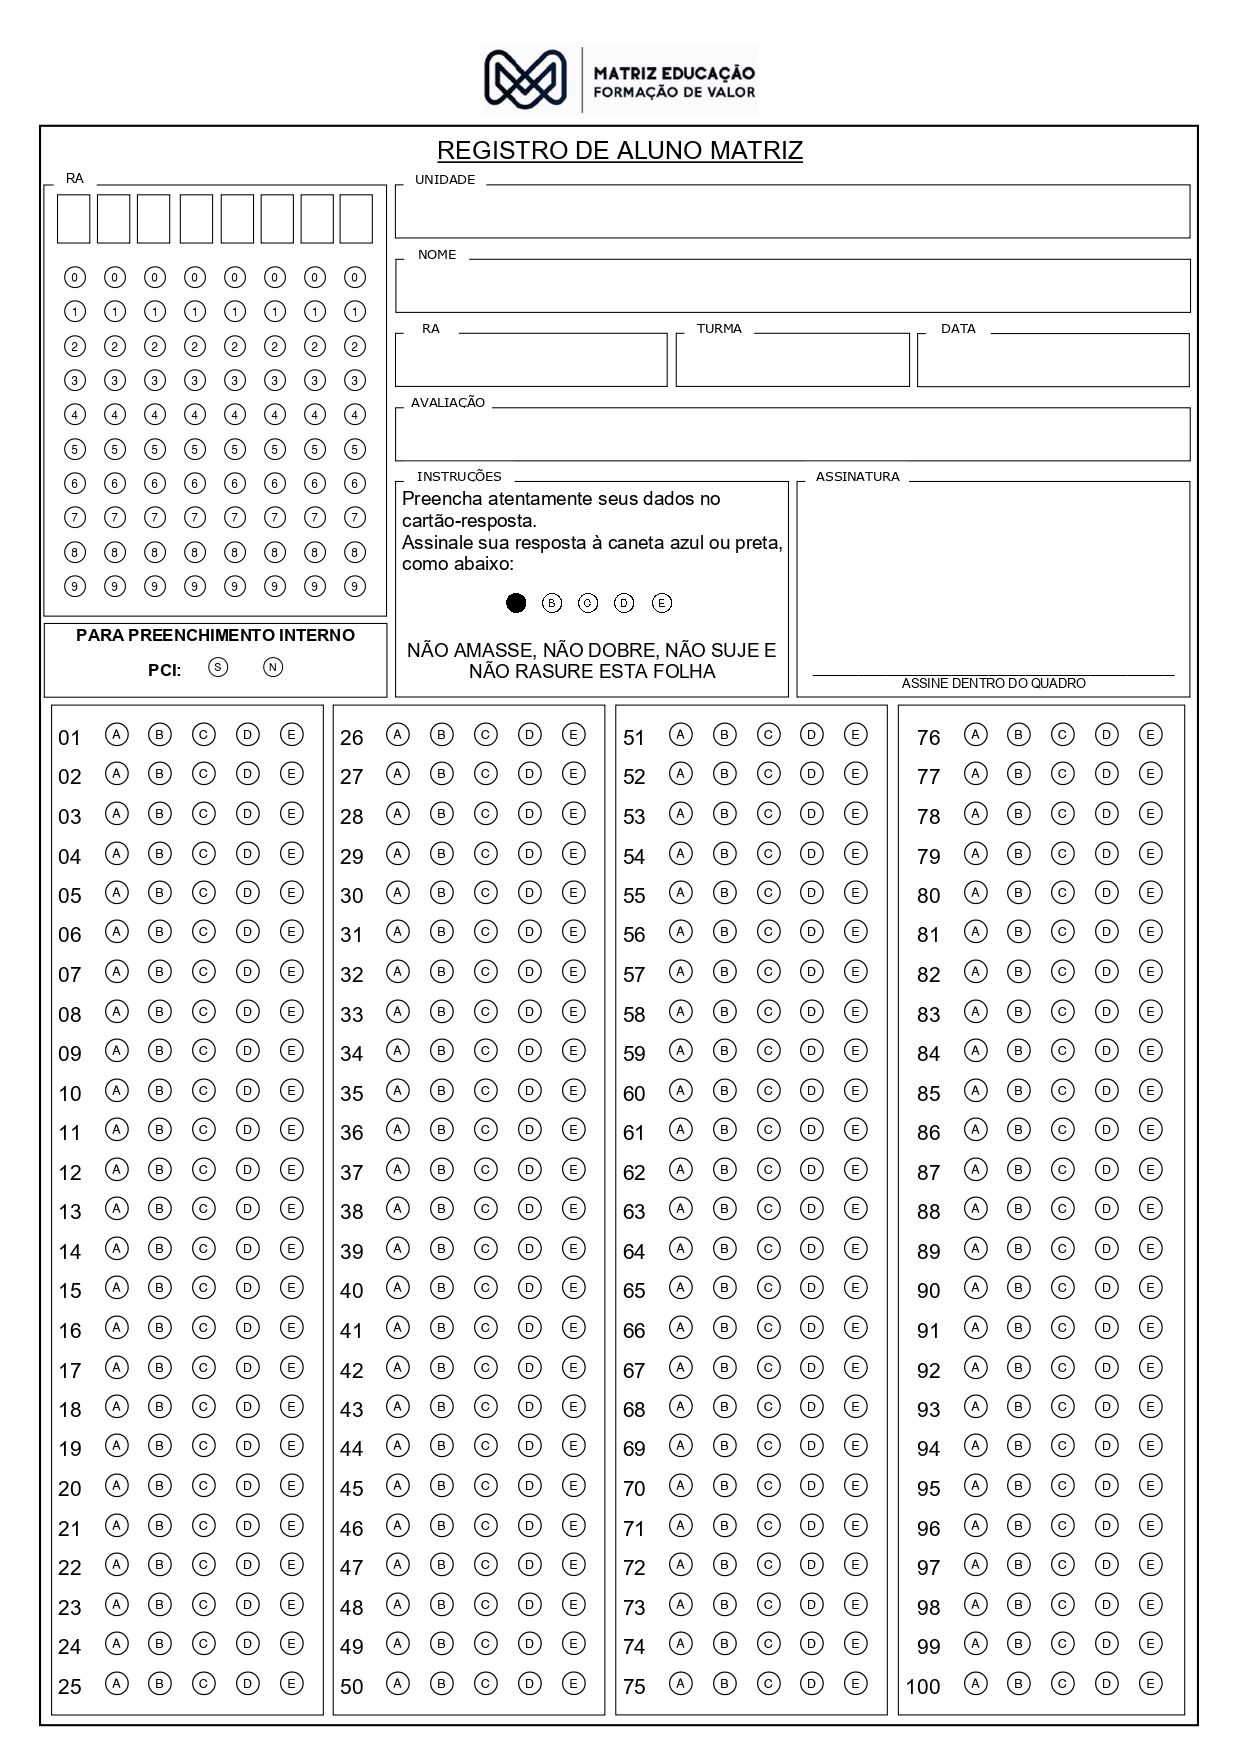 MATRIZ EDUCAÇÃO
FORMAÇÃO DE VALOR
REGISTRO DE ALUNO MATRIZ
RA
0 0 0 0 0 0 0 0
1 1 1 1 1 1 1 1
2 2 2 2 2 2 2 2
3 3 3 3 3 3 3 3
4 4 4 4 4 4 4 4
5 5 5 5 5 5 5 5
6 6 6 6 6 6 6 6
7 7 7 7 7 7 7 7
8 8 8 8 8 8 8 8
9 9 9 9 9 9 9 9
PARA PREENCHIMENTO INTERNO
PCI: S N
UNIDADE
NOME
RA TURMA DATA
AVALIAÇÃO
INSTRUÇÕES
Preencha atentamente seus dados no
cartão-resposta.
Assinale sua resposta à caneta azul ou preta,
como abaixo:
B C D E
NÃO AMASSE, NÃO DOBRE, NÃO SUJE E
NÃO RASURE ESTA FOLHA
ASSINATURA
ASSINE DENTRO DO QUADRO
01 A B C D E 26 A B C D E 51 A B C D E 76 A B C D E
02 A B C D E 27 A B C D E 52 A B C D E 77 A B C D E
03 A B C D E 28 A B C D E 53 A B C D E 78 A B C D E
04 A B C D E 29 A B C D E 54 A B C D E 79 A B C D E
05 A B C D E 30 A B C D E 55 A B C D E 80 A B C D E
06 A B C D E 31 A B C D E 56 A B C D E 81 A B C D E
07 A B C D E 32 A B C D E 57 A B C D E 82 A B C D E
08 A B C D E 33 A B C D E 58 A B C D E 83 A B C D E
09 A B C D E 34 A B C D E 59 A B C D E 84 A B C D E
10 A B C D E 35 A B C D E 60 A B C D E 85 A B C D E
11 A B C D E 36 A B C D E 61 A B C D E 86 A B C D E
12 A B C D E 37 A B C D E 62 A B C D E 87 A B C D E
13 A B C D E 38 A B C D E 63 A B C D E 88 A B C D E
14 A B C D E 39 A B C D E 64 A B C D E 89 A B C D E
15 A B C D E 40 A B C D E 65 A B C D E 90 A B C D E
16 A B C D E 41 A B C D E 66 A B C D E 91 A B C D E
17 A B C D E 42 A B C D E 67 A B C D E 92 A B C D E
18 A B C D E 43 A B C D E 68 A B C D E 93 A B C D E
19 A B C D E 44 A B C D E 69 A B C D E 94 A B C D E
20 A B C D E 45 A B C D E 70 A B C D E 95 A B C D E
21 A B C D E 46 A B C D E 71 A B C D E 96 A B C D E
22 A B C D E 47 A B C D E 72 A B C D E 97 A B C D E
23 A B C D E 48 A B C D E 73 A B C D E 98 A B C D E
24 A B C D E 49 A B C D E 74 A B C D E 99 A B C D E
25 A B C D E 50 A B C D E 75 A B C D E 100 A B C D E